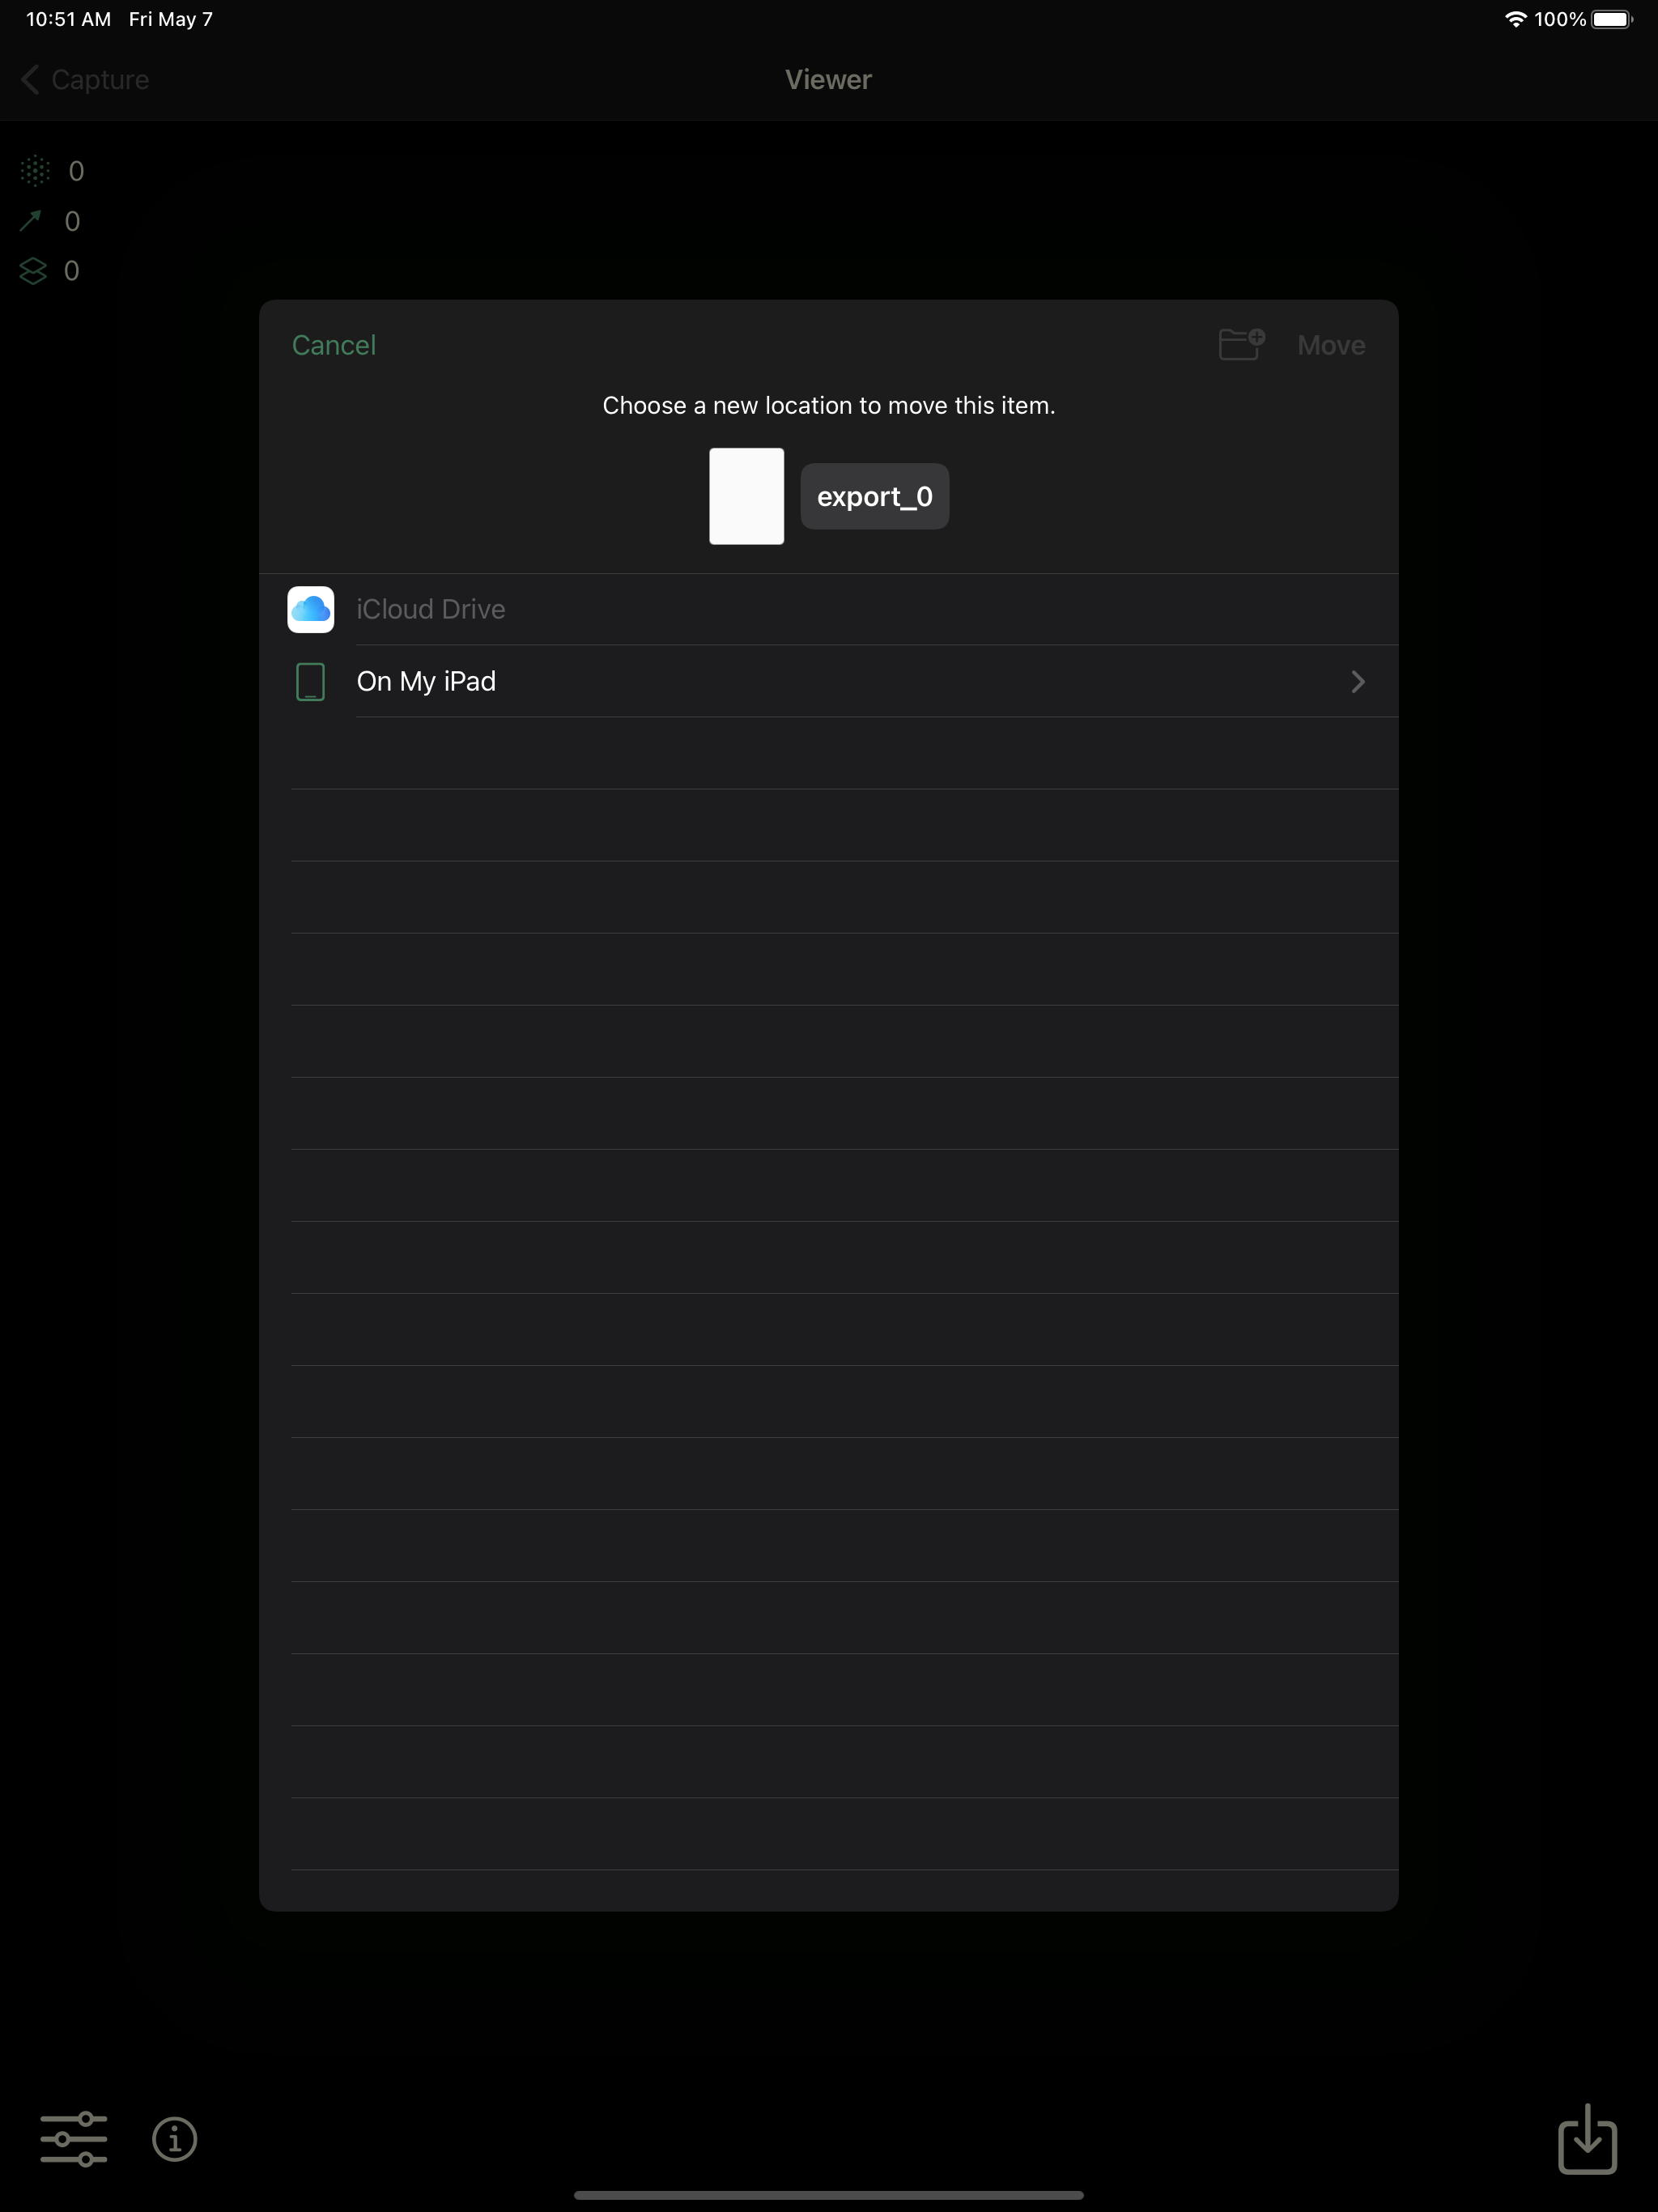 10:51 AM Fri May 7
100%
Capture
Viewer
0
0
0
Cancel
Move
Choose a new location to move this item.
export_0
iCloud Drive
On My iPad